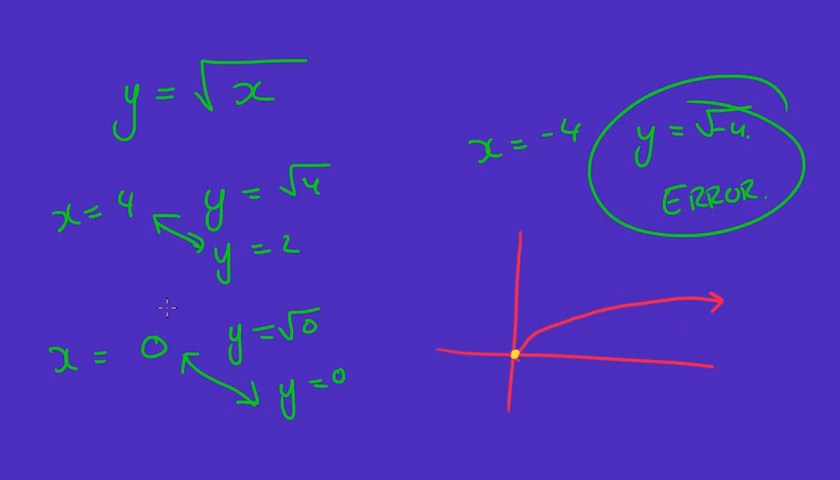 y = √x
x = 4
y = √4
y = 2
x = 0
y = √0
y = 0
x = -4
y = √-4.
ERROR.